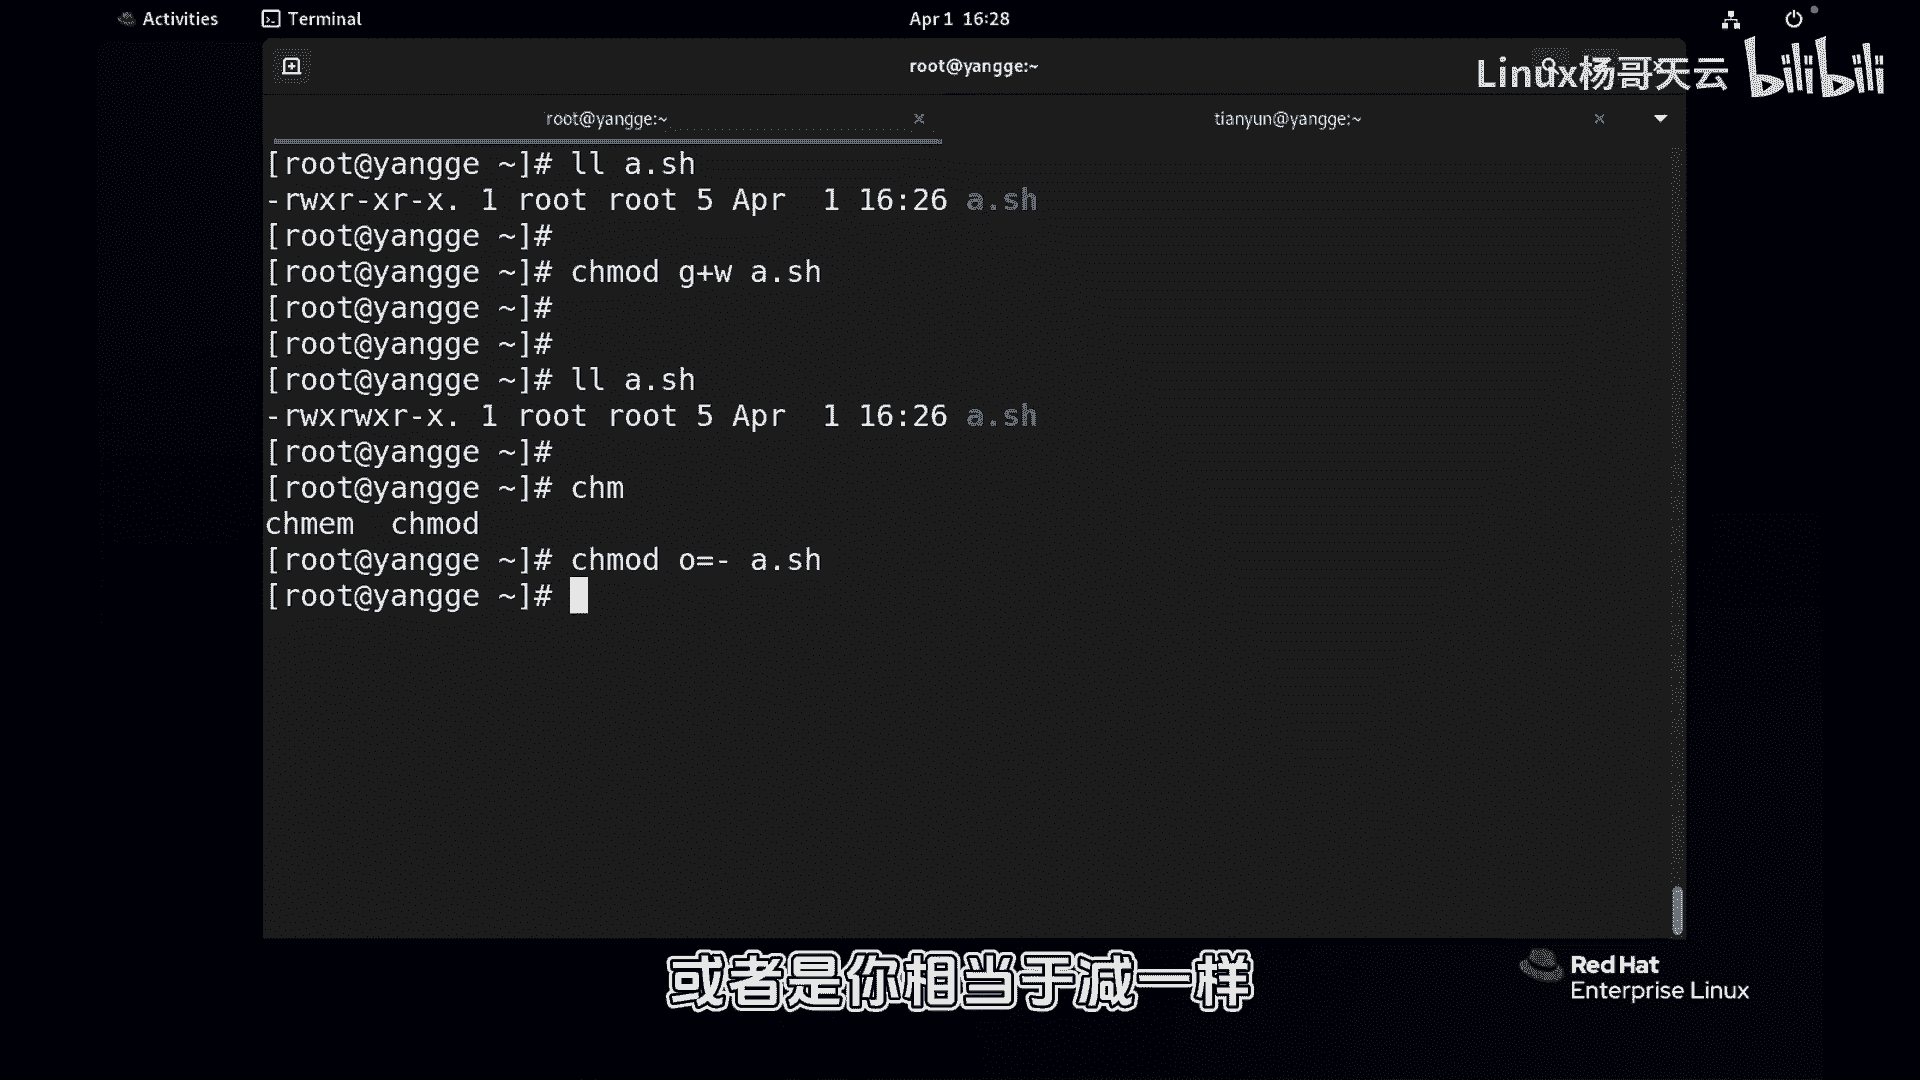 Activities
Terminal
Apr 1 16:28
root@yangge:~
Linux杨哥天云 bilibili
root@yangge:~
tianyun@yangge:~
[root@yangge ~]# ll a.sh
-rwxr-xr-x. 1 root root 5 Apr  1 16:26 a.sh
[root@yangge ~]#
[root@yangge ~]# chmod g+w a.sh
[root@yangge ~]#
[root@yangge ~]#
[root@yangge ~]# ll a.sh
-rwxrwxr-x. 1 root root 5 Apr  1 16:26 a.sh
[root@yangge ~]#
[root@yangge ~]# chm
chmem  chmod
[root@yangge ~]# chmod o=- a.sh
[root@yangge ~]#
或者是你相当于减一样
Red Hat
Enterprise Linux